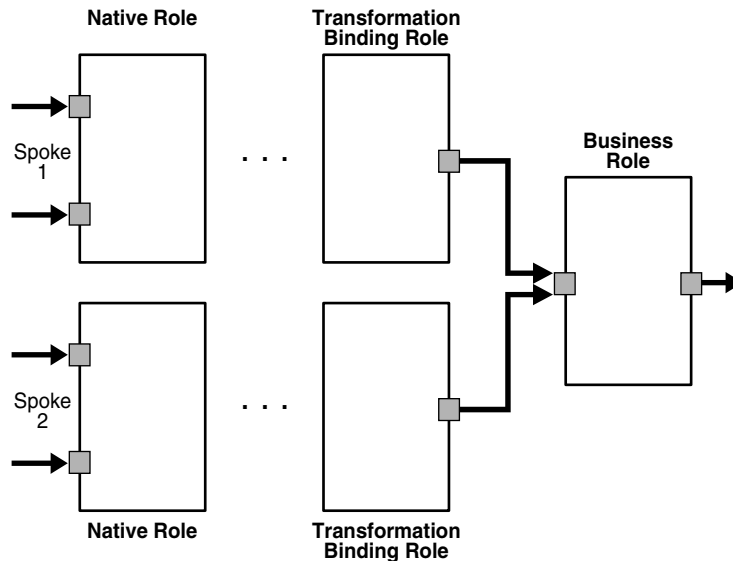 Native Role
Transformation
Binding Role
Spoke
1
. . .
Business
Role
Spoke
2
. . .
Native Role
Transformation
Binding Role